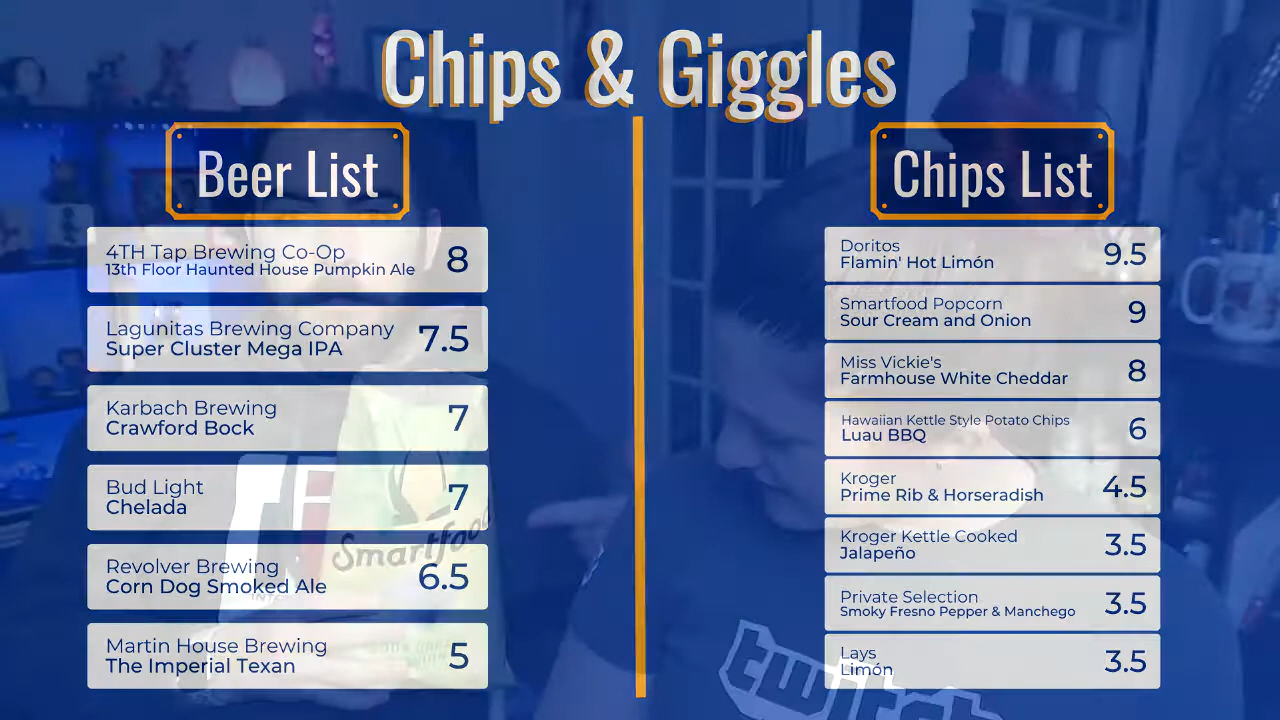 Chips & Giggles
Beer List
4TH Tap Brewing Co-Op
13th Floor Haunted House Pumpkin Ale
8
Lagunitas Brewing Company
Super Cluster Mega IPA
7.5
Karbach Brewing
Crawford Bock
7
Bud Light
Chelada
7
Revolver Brewing
Corn Dog Smoked Ale
6.5
Martin House Brewing
The Imperial Texan
5
Chips List
Doritos
Flamin' Hot Limón
9.5
Smartfood Popcorn
Sour Cream and Onion
9
Miss Vickie's
Farmhouse White Cheddar
8
Hawaiian Kettle Style Potato Chips
Luau BBQ
6
Kroger
Prime Rib & Horseradish
4.5
Kroger Kettle Cooked
Jalapeño
3.5
Private Selection
Smoky Fresno Pepper & Manchego
3.5
Lays
Limón
3.5
Smartfood
twitch